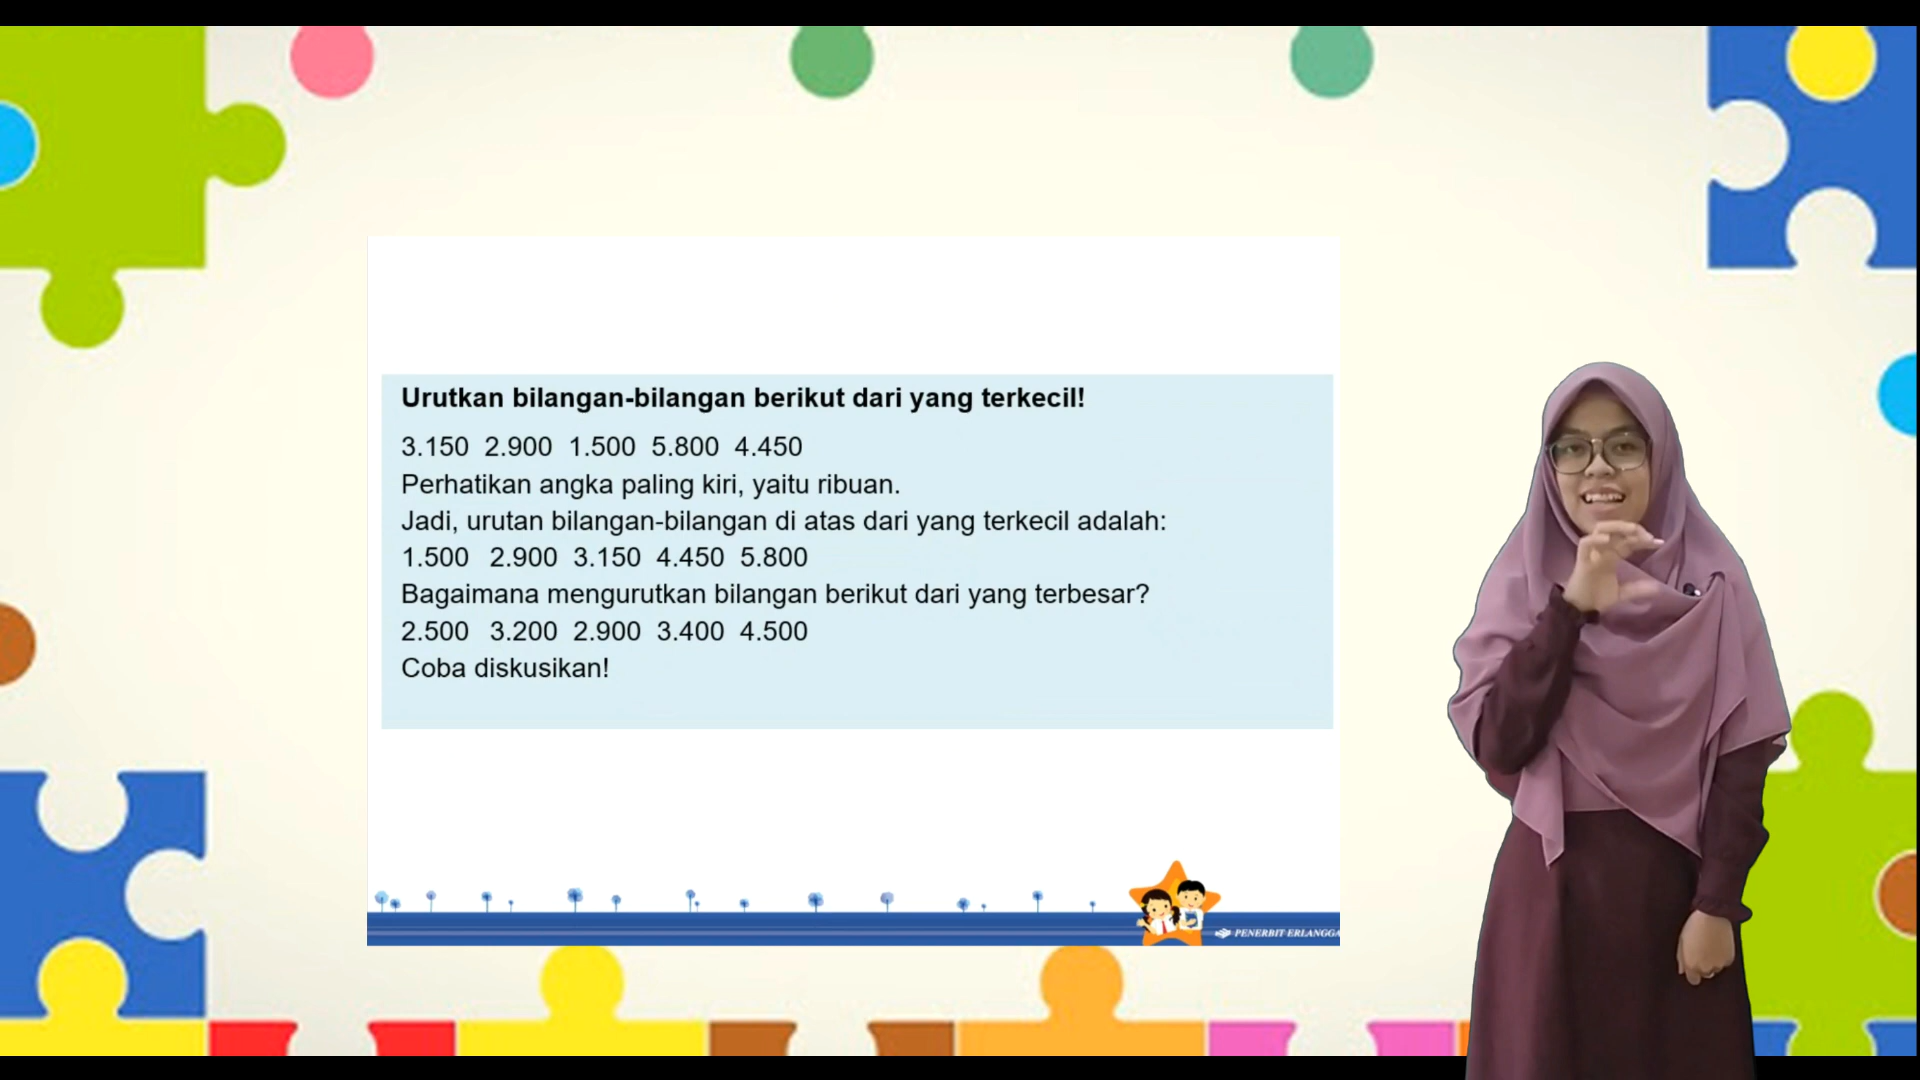 Urutkan bilangan-bilangan berikut dari yang terkecil!
3.150 2.900 1.500 5.800 4.450
Perhatikan angka paling kiri, yaitu ribuan.
Jadi, urutan bilangan-bilangan di atas dari yang terkecil adalah:
1.500 2.900 3.150 4.450 5.800
Bagaimana mengurutkan bilangan berikut dari yang terbesar?
2.500 3.200 2.900 3.400 4.500
Coba diskusikan!
PENERBIT ERLANGGA